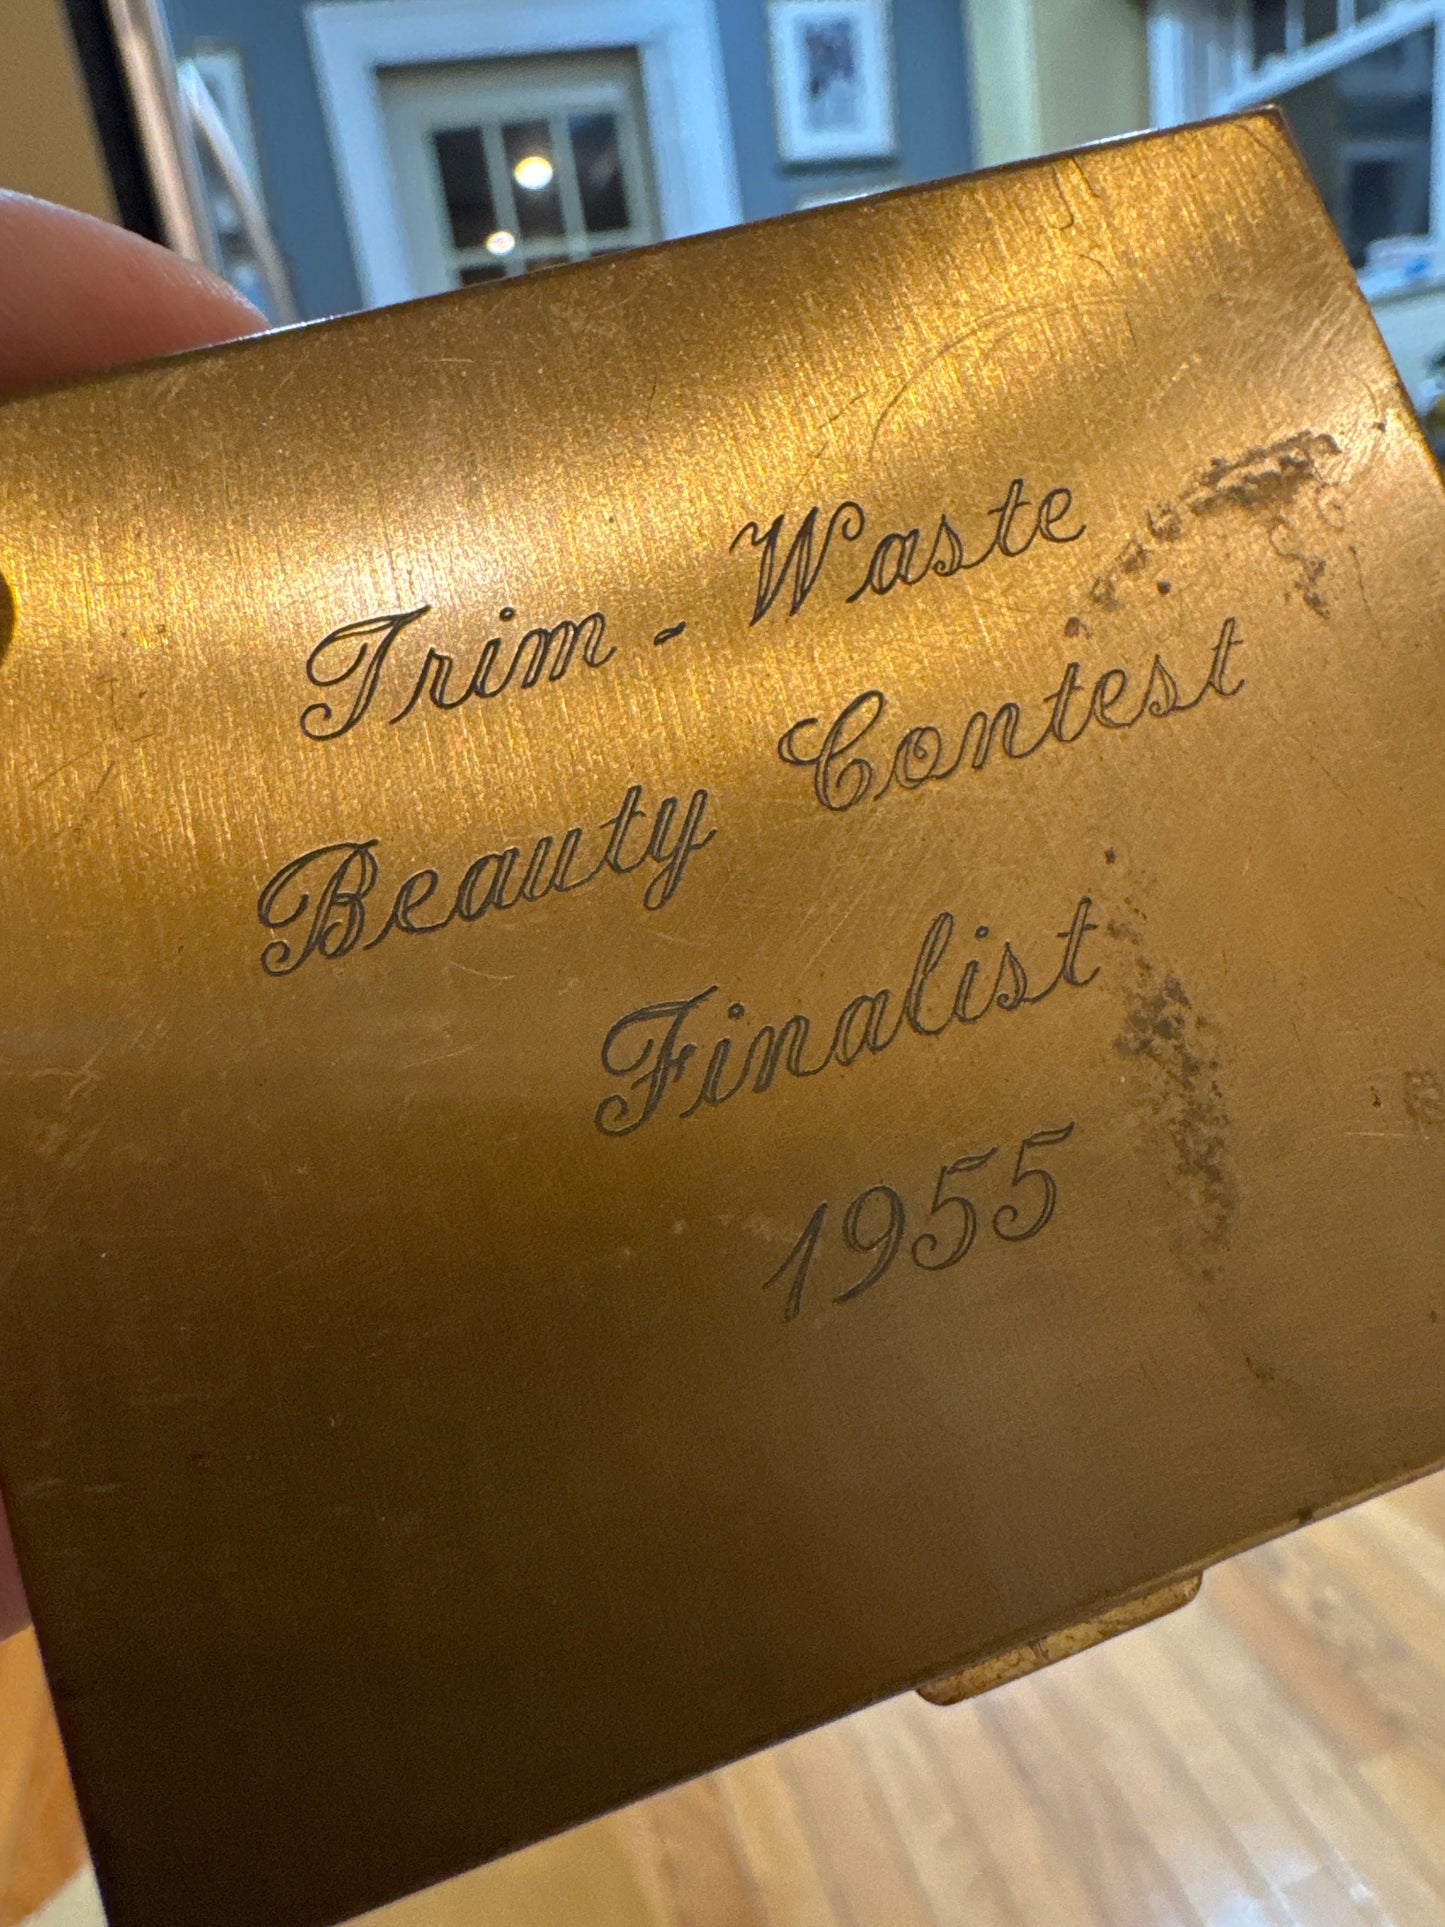 Trim - Waste
Beauty Contest
Finalist
1955